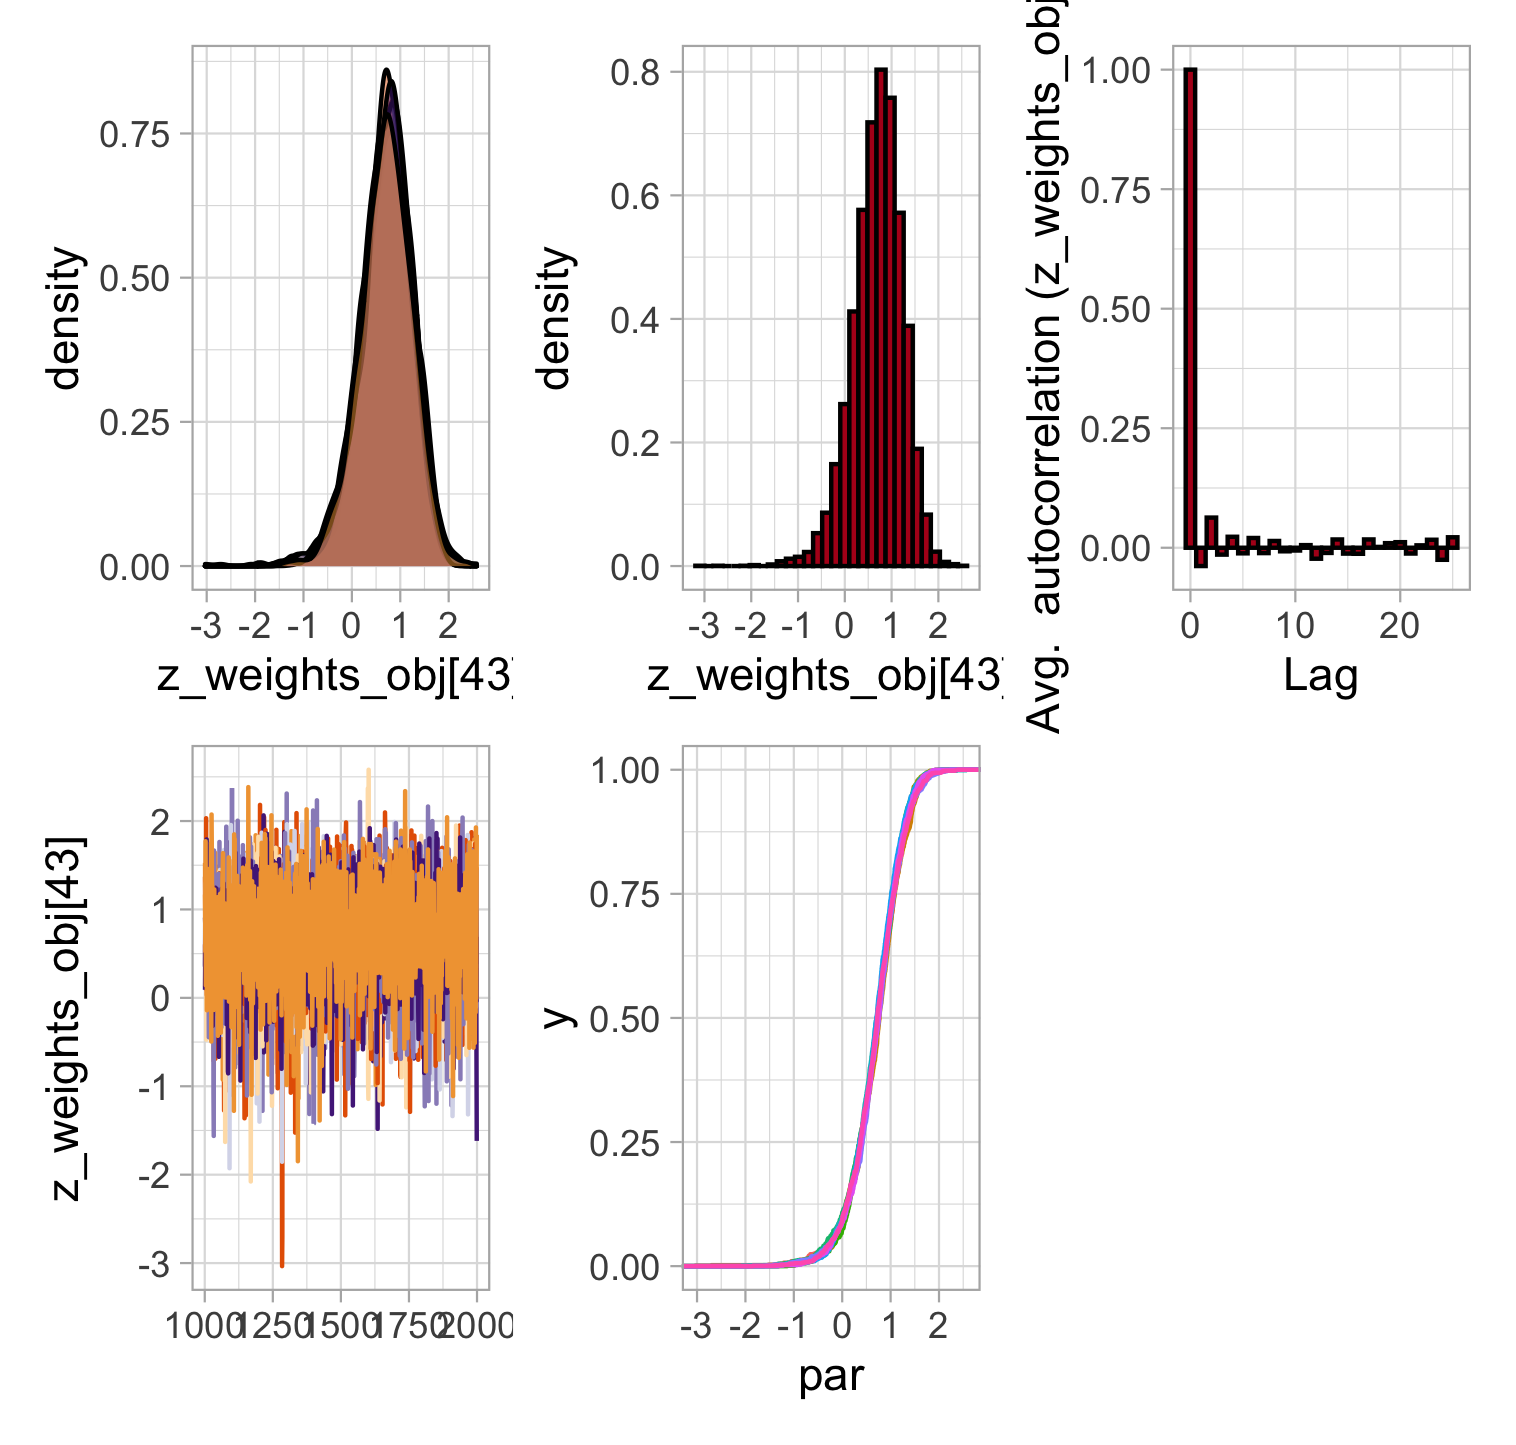 density
0.75
0.50
0.25
0.00
-3 -2 -1 0 1 2
z_weights_obj[43]
density
0.8
0.6
0.4
0.2
0.0
-3 -2 -1 0 1 2
z_weights_obj[43]
Avg. autocorrelation (z_weights_obj
1.00
0.75
0.50
0.25
0.00
0 10 20
Lag
z_weights_obj[43]
2
1
0
-1
-2
-3
1000 1250 1500 1750 2000
y
1.00
0.75
0.50
0.25
0.00
-3 -2 -1 0 1 2
par